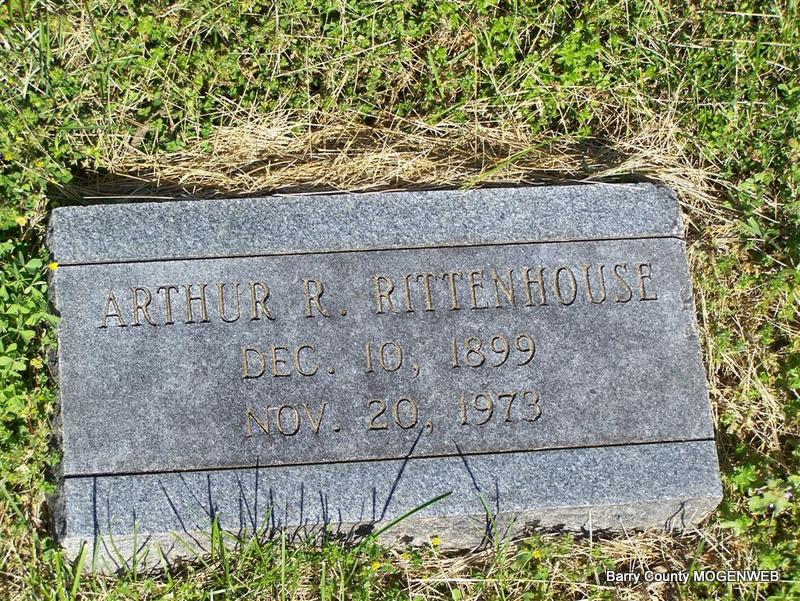 ARTHUR R. RITTENHOUSE
DEC. 10, 1899
NOV. 20, 1973
Barry County MOGENWEB